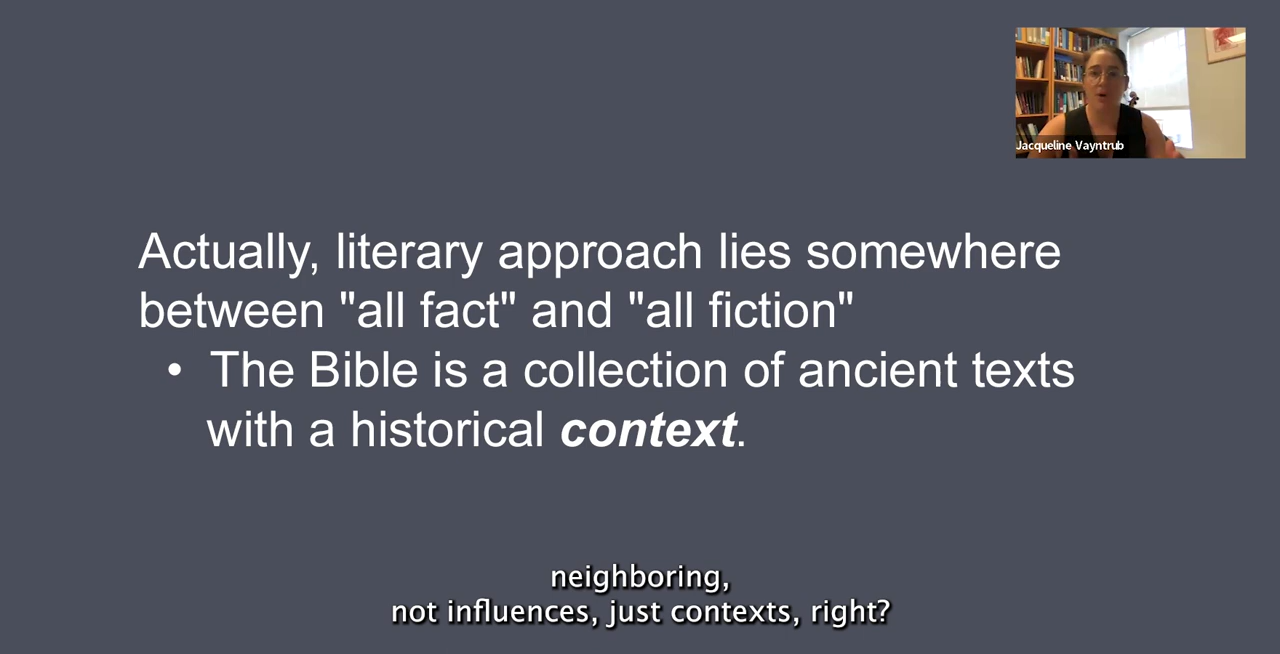 Jacqueline Vayntrub
Actually, literary approach lies somewhere
between "all fact" and "all fiction"
• The Bible is a collection of ancient texts
with a historical context.
neighboring,
not influences, just contexts, right?